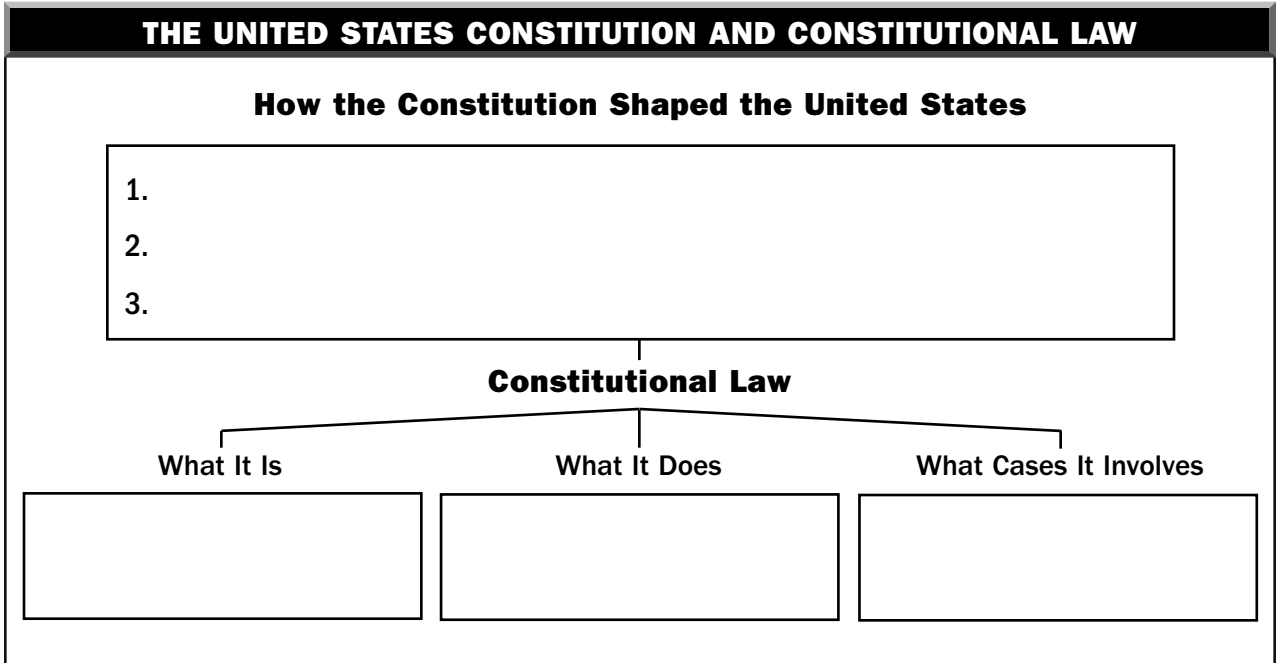 THE UNITED STATES CONSTITUTION AND CONSTITUTIONAL LAW
How the Constitution Shaped the United States
1.
2.
3.
Constitutional Law
What It Is
What It Does
What Cases It Involves